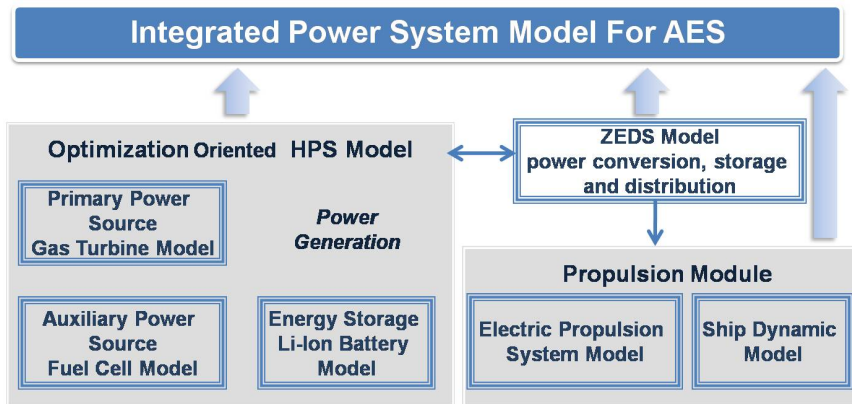 Integrated Power System Model For AES
Optimization Oriented HPS Model
Primary Power
Source
Gas Turbine Model
Power
Generation
Auxiliary Power
Source
Fuel Cell Model
Energy Storage
Li-Ion Battery
Model
ZEDS Model
power conversion, storage
and distribution
Propulsion Module
Electric Propulsion
System Model
Ship Dynamic
Model